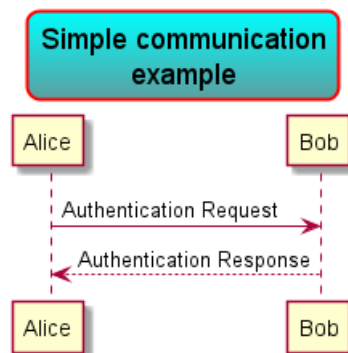 Simple communication
example
Alice Bob
Authentication Request
Authentication Response
Alice Bob